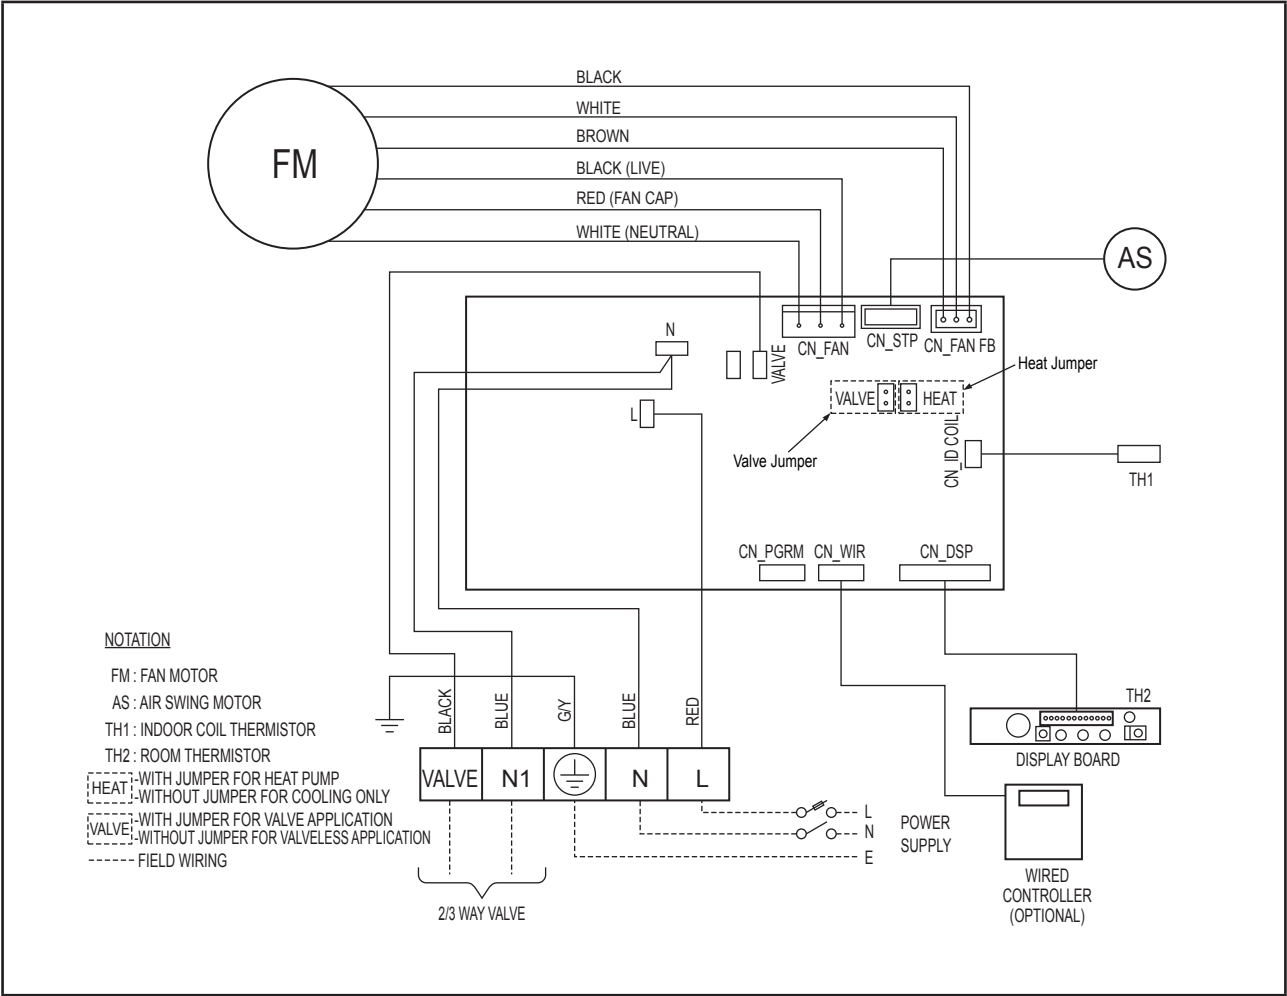 BLACK
WHITE
BROWN
FM
BLACK (LIVE)
RED (FAN CAP)
WHITE (NEUTRAL)
AS
N
VALVE
CN_FAN
CN_STP
CN_FAN FB
Heat Jumper
VALVE
HEAT
L
CN_ID COIL
Valve Jumper
TH1
CN_PGRM
CN_WIR
CN_DSP
NOTATION
FM : FAN MOTOR
AS : AIR SWING MOTOR
TH1 : INDOOR COIL THERMISTOR
TH2 : ROOM THERMISTOR
HEAT
-WITH JUMPER FOR HEAT PUMP
-WITHOUT JUMPER FOR COOLING ONLY
VALVE
-WITH JUMPER FOR VALVE APPLICATION
-WITHOUT JUMPER FOR VALVELESS APPLICATION
------ FIELD WIRING
BLACK
BLUE
G/Y
BLUE
RED
VALVE
N1
N
L
2/3 WAY VALVE
L
N
E
POWER
SUPPLY
TH2
DISPLAY BOARD
WIRED
CONTROLLER
(OPTIONAL)